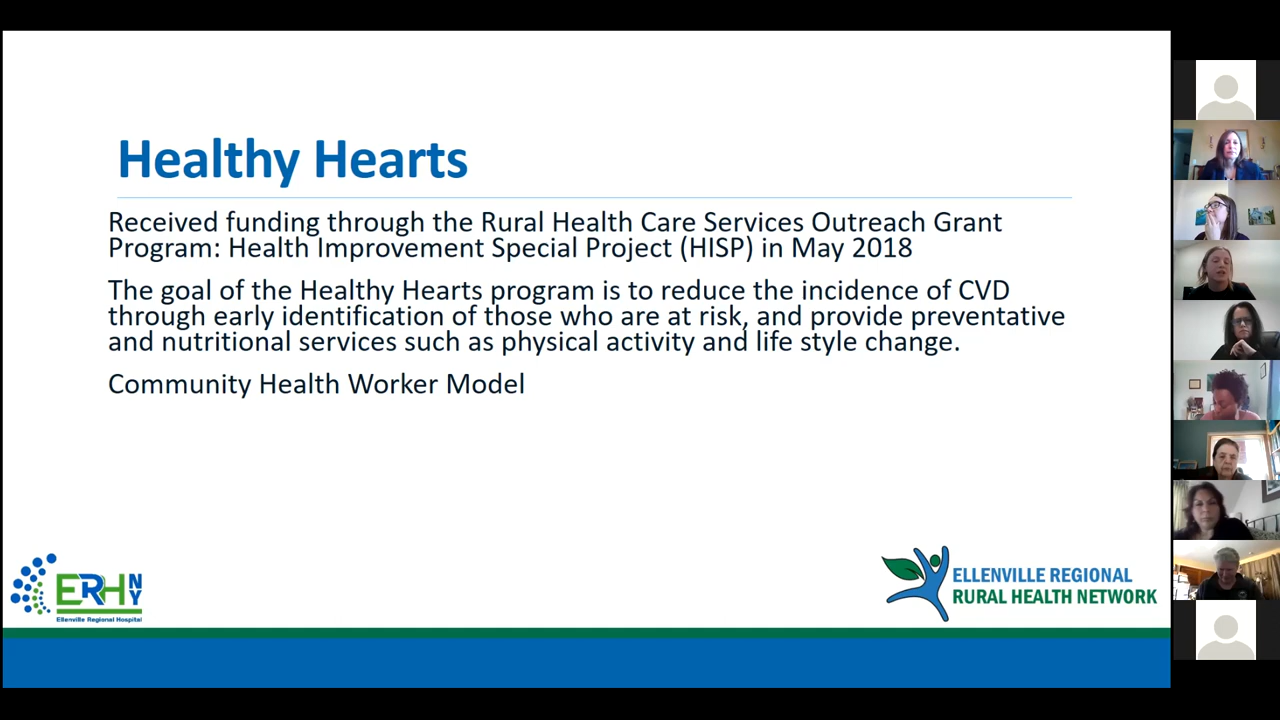 Healthy Hearts
Received funding through the Rural Health Care Services Outreach Grant
Program: Health Improvement Special Project (HISP) in May 2018
The goal of the Healthy Hearts program is to reduce the incidence of CVD
through early identification of those who are at risk, and provide preventative
and nutritional services such as physical activity and life style change.
Community Health Worker Model
ERHNY
Ellenville Regional Hospital
ELLENVILLE REGIONAL
RURAL HEALTH NETWORK